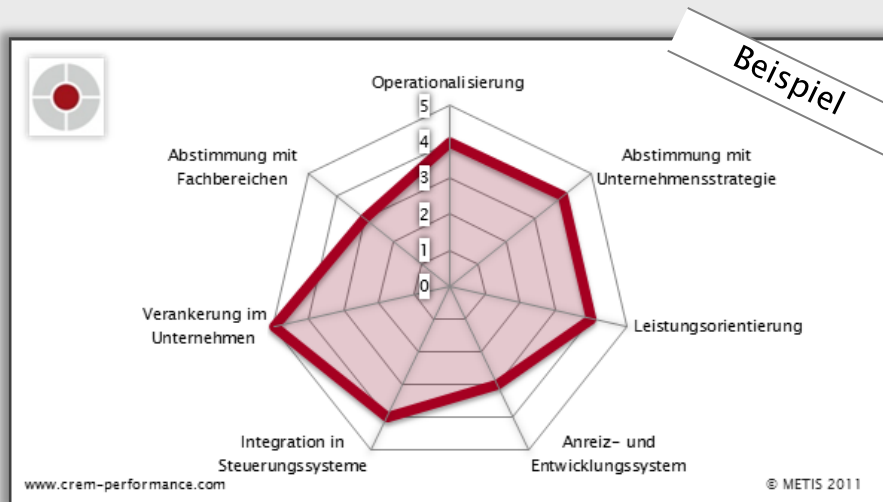 Beispiel
Operationalisierung
5
4
3
2
1
0
Abstimmung mit
Unternehmensstrategie
Leistungsorientierung
Anreiz- und
Entwicklungssystem
Integration in
Steuerungssysteme
Verankerung im
Unternehmen
Abstimmung mit
Fachbereichen
www.crem-performance.com
© METIS 2011